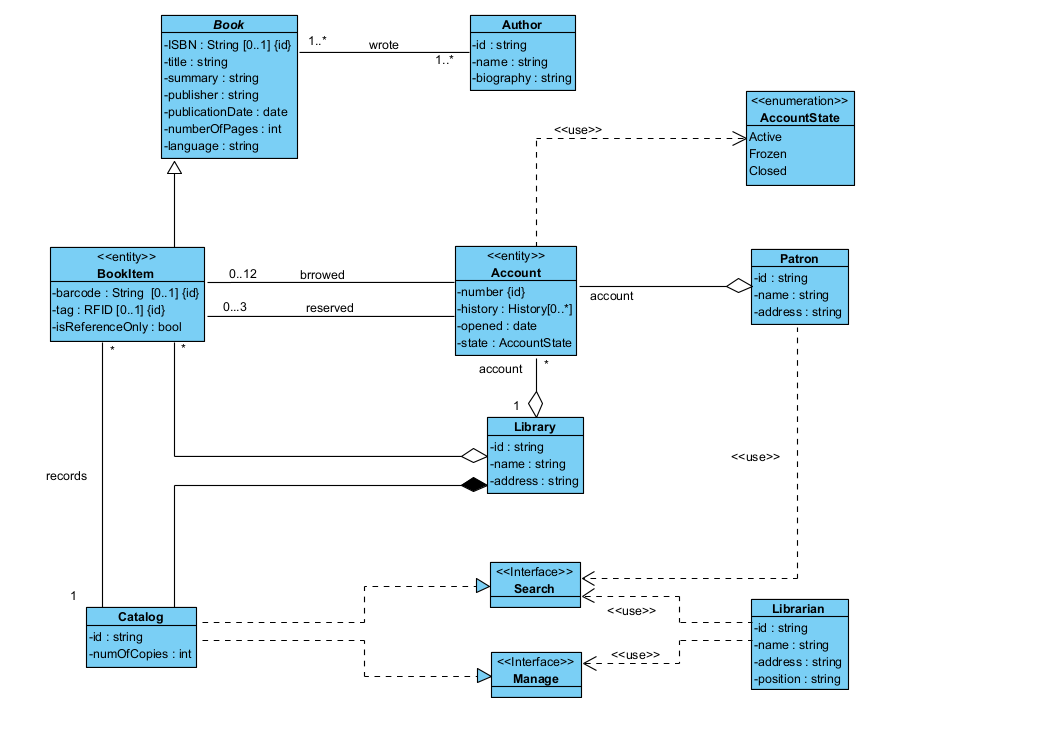 Book
-ISBN : String [0..1] {id}
-title : string
-summary : string
-publisher : string
-publicationDate : date
-numberOfPages : int
-language : string
1..*
wrote
1..*
Author
-id : string
-name : string
-biography : string
<<enumeration>>
AccountState
Active
Frozen
Closed
<<use>>
<<entity>>
BookItem
-barcode : String  [0..1] {id}
-tag : RFID [0..1] {id}
-isReferenceOnly : bool
0..12
brrowed
0...3
reserved
<<entity>>
Account
-number {id}
-history : History[0..*]
-opened : date
-state : AccountState
account
Patron
-id : string
-name : string
-address : string
*
*
account
*
1
Library
-id : string
-name : string
-address : string
<<use>>
records
1
Catalog
-id : string
-numOfCopies : int
<<Interface>>
Search
<<use>>
<<Interface>>
Manage
<<use>>
Librarian
-id : string
-name : string
-address : string
-position : string